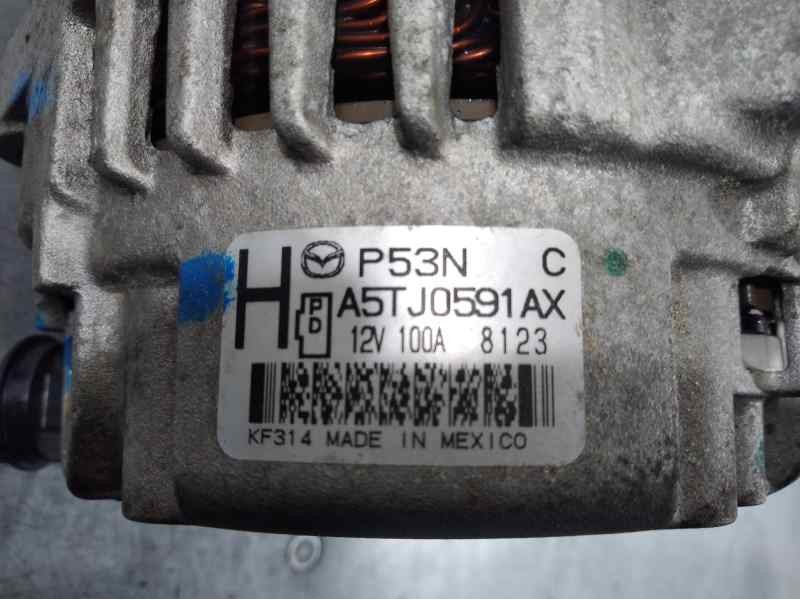 H P53N C
P D A5TJ0591AX
12V 100A 8123
KF314 MADE IN MEXICO